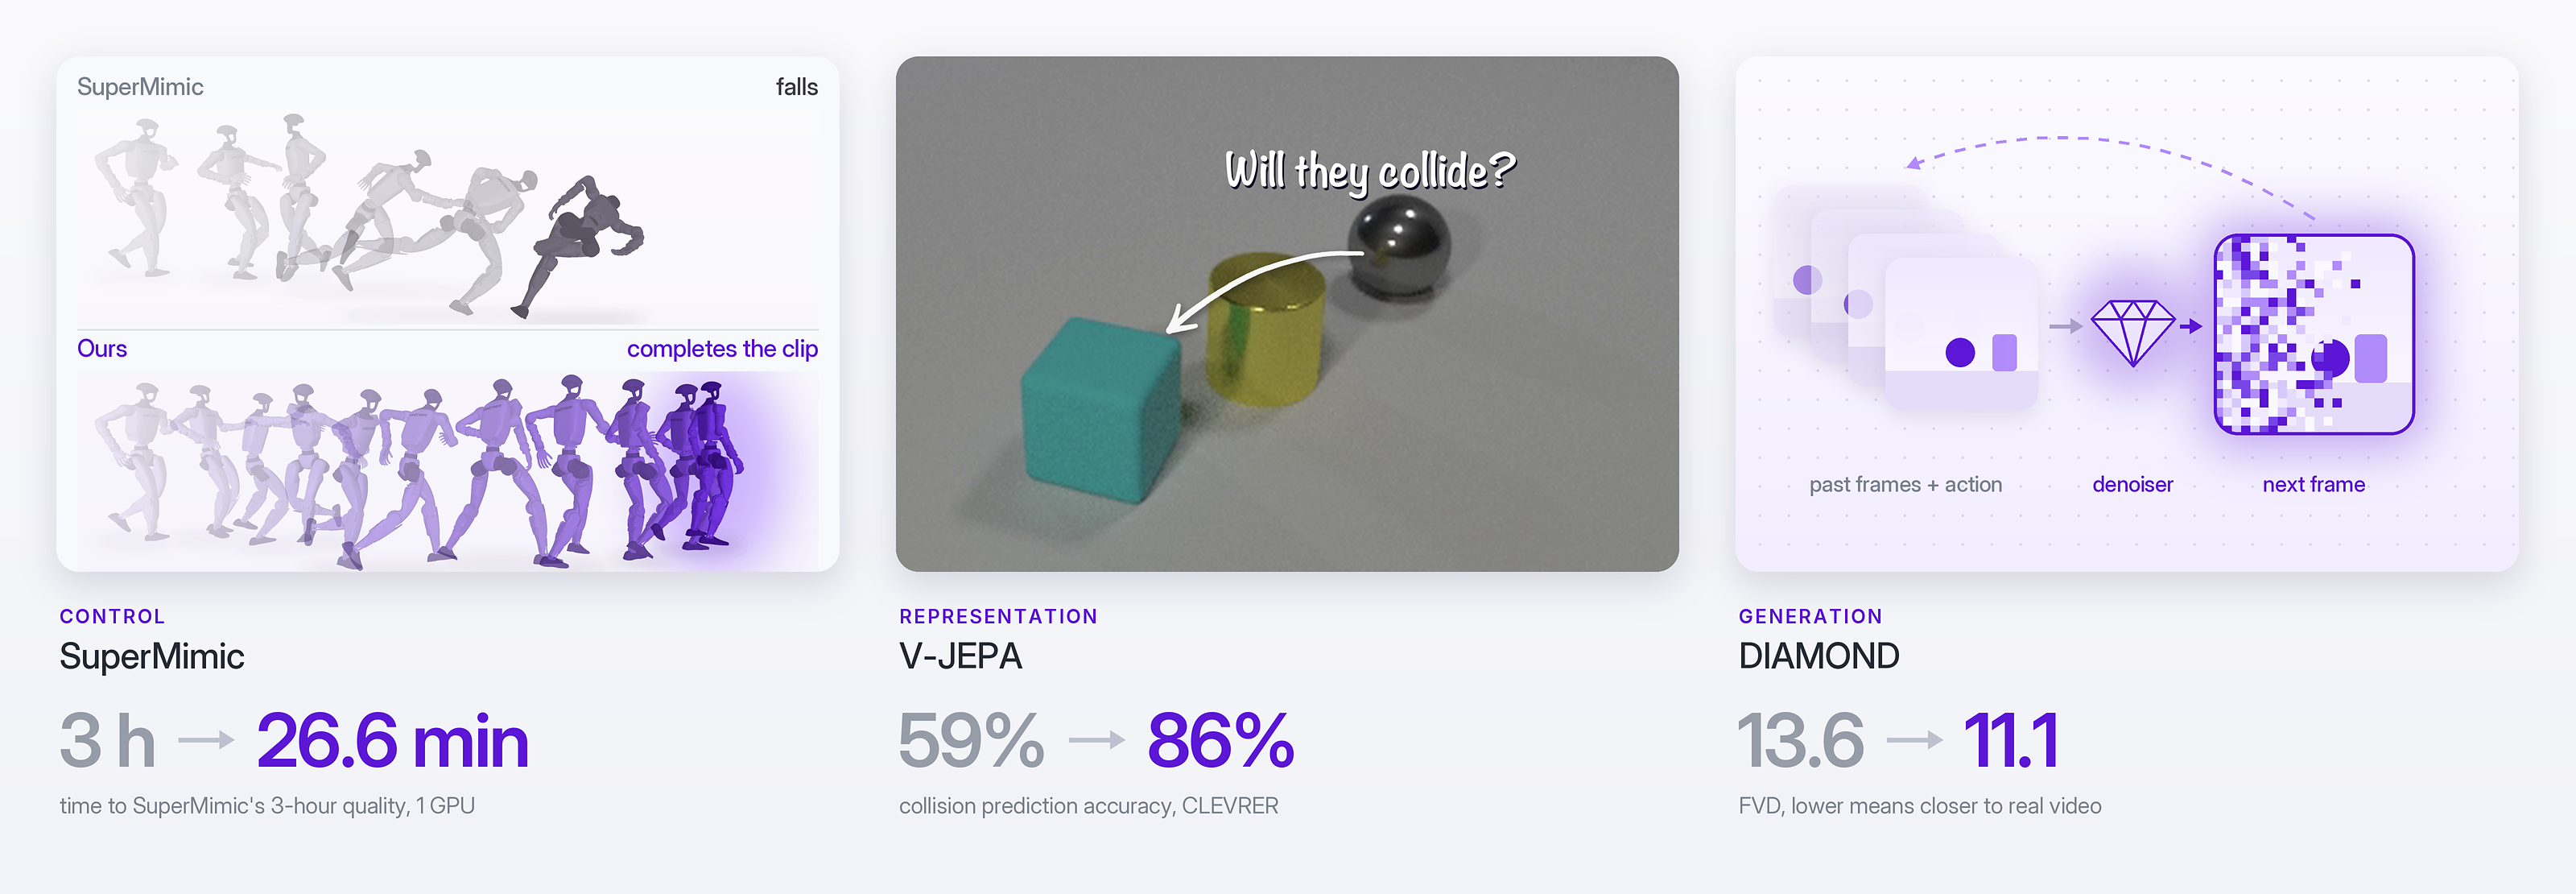 SuperMimic
falls
Ours
completes the clip
CONTROL
SuperMimic
3 h → 26.6 min
time to SuperMimic's 3-hour quality, 1 GPU
Will they collide?
REPRESENTATION
V-JEPA
59% → 86%
collision prediction accuracy, CLEVRER
past frames + action
denoiser
next frame
GENERATION
DIAMOND
13.6 → 11.1
FVD, lower means closer to real video